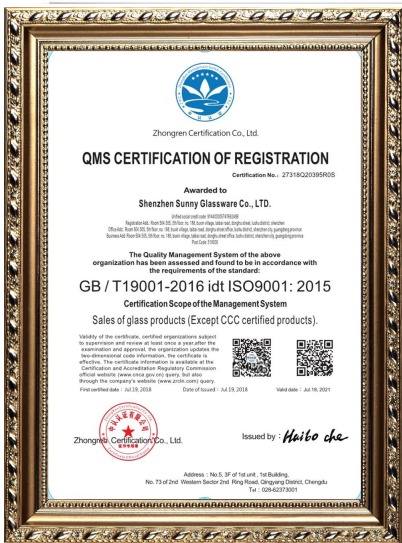 Zhongren Certification Co., Ltd.
QMS CERTIFICATION OF REGISTRATION
Certification No.: 27318Q20395R0S
Awarded to
Shenzhen Sunny Glassware Co., LTD.
The Quality Management System of the above
organization has been assessed and found to be in accordance with
the requirements of the standard:
GB / T19001-2016 idt ISO9001: 2015
Certification Scope of the Management System
Sales of glass products (Except CCC certified products).
Validity of the certificate, certified organizations subject
to supervision and review at least once a year.after the
examination and approval, the organization updates the
two-dimensional code information, the certificate is
effective. The certificate information is available at the
Certification and Accreditation Regulatory Commission
official website (www.cnca.gov.cn) query, but also
through the company's website (www.zrcln.com) query.
First certified date : Jul.19, 2018 Date of Issued : Jul.19, 2018 Valid date : Jul.19, 2021
Zhongren Certification Co., Ltd.
Issued by : Haibo che
Address : No.5, 3F of 1st unit , 1st Building,
No. 73 of 2nd Western Sector 2nd Ring Road, Qingyang District, Chengdu
Tel : 028-62373001